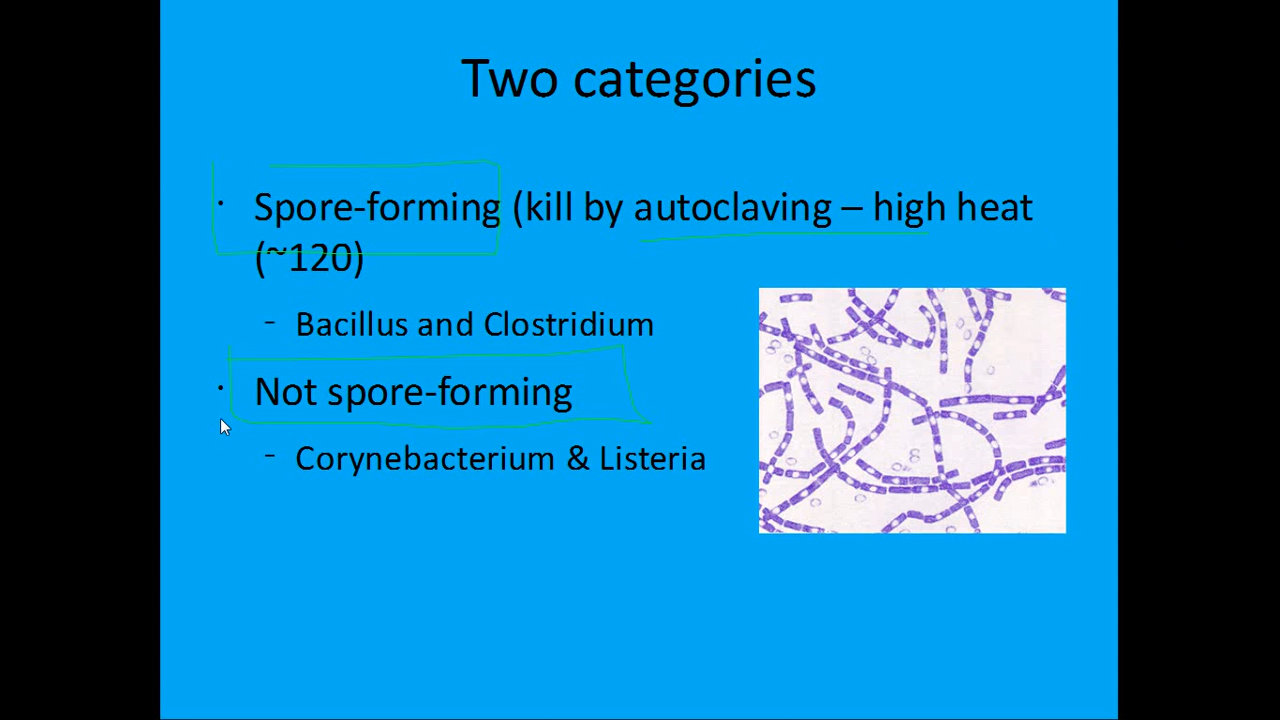 Two categories
· Spore-forming (kill by autoclaving – high heat
(~120)
– Bacillus and Clostridium
· Not spore-forming
– Corynebacterium & Listeria